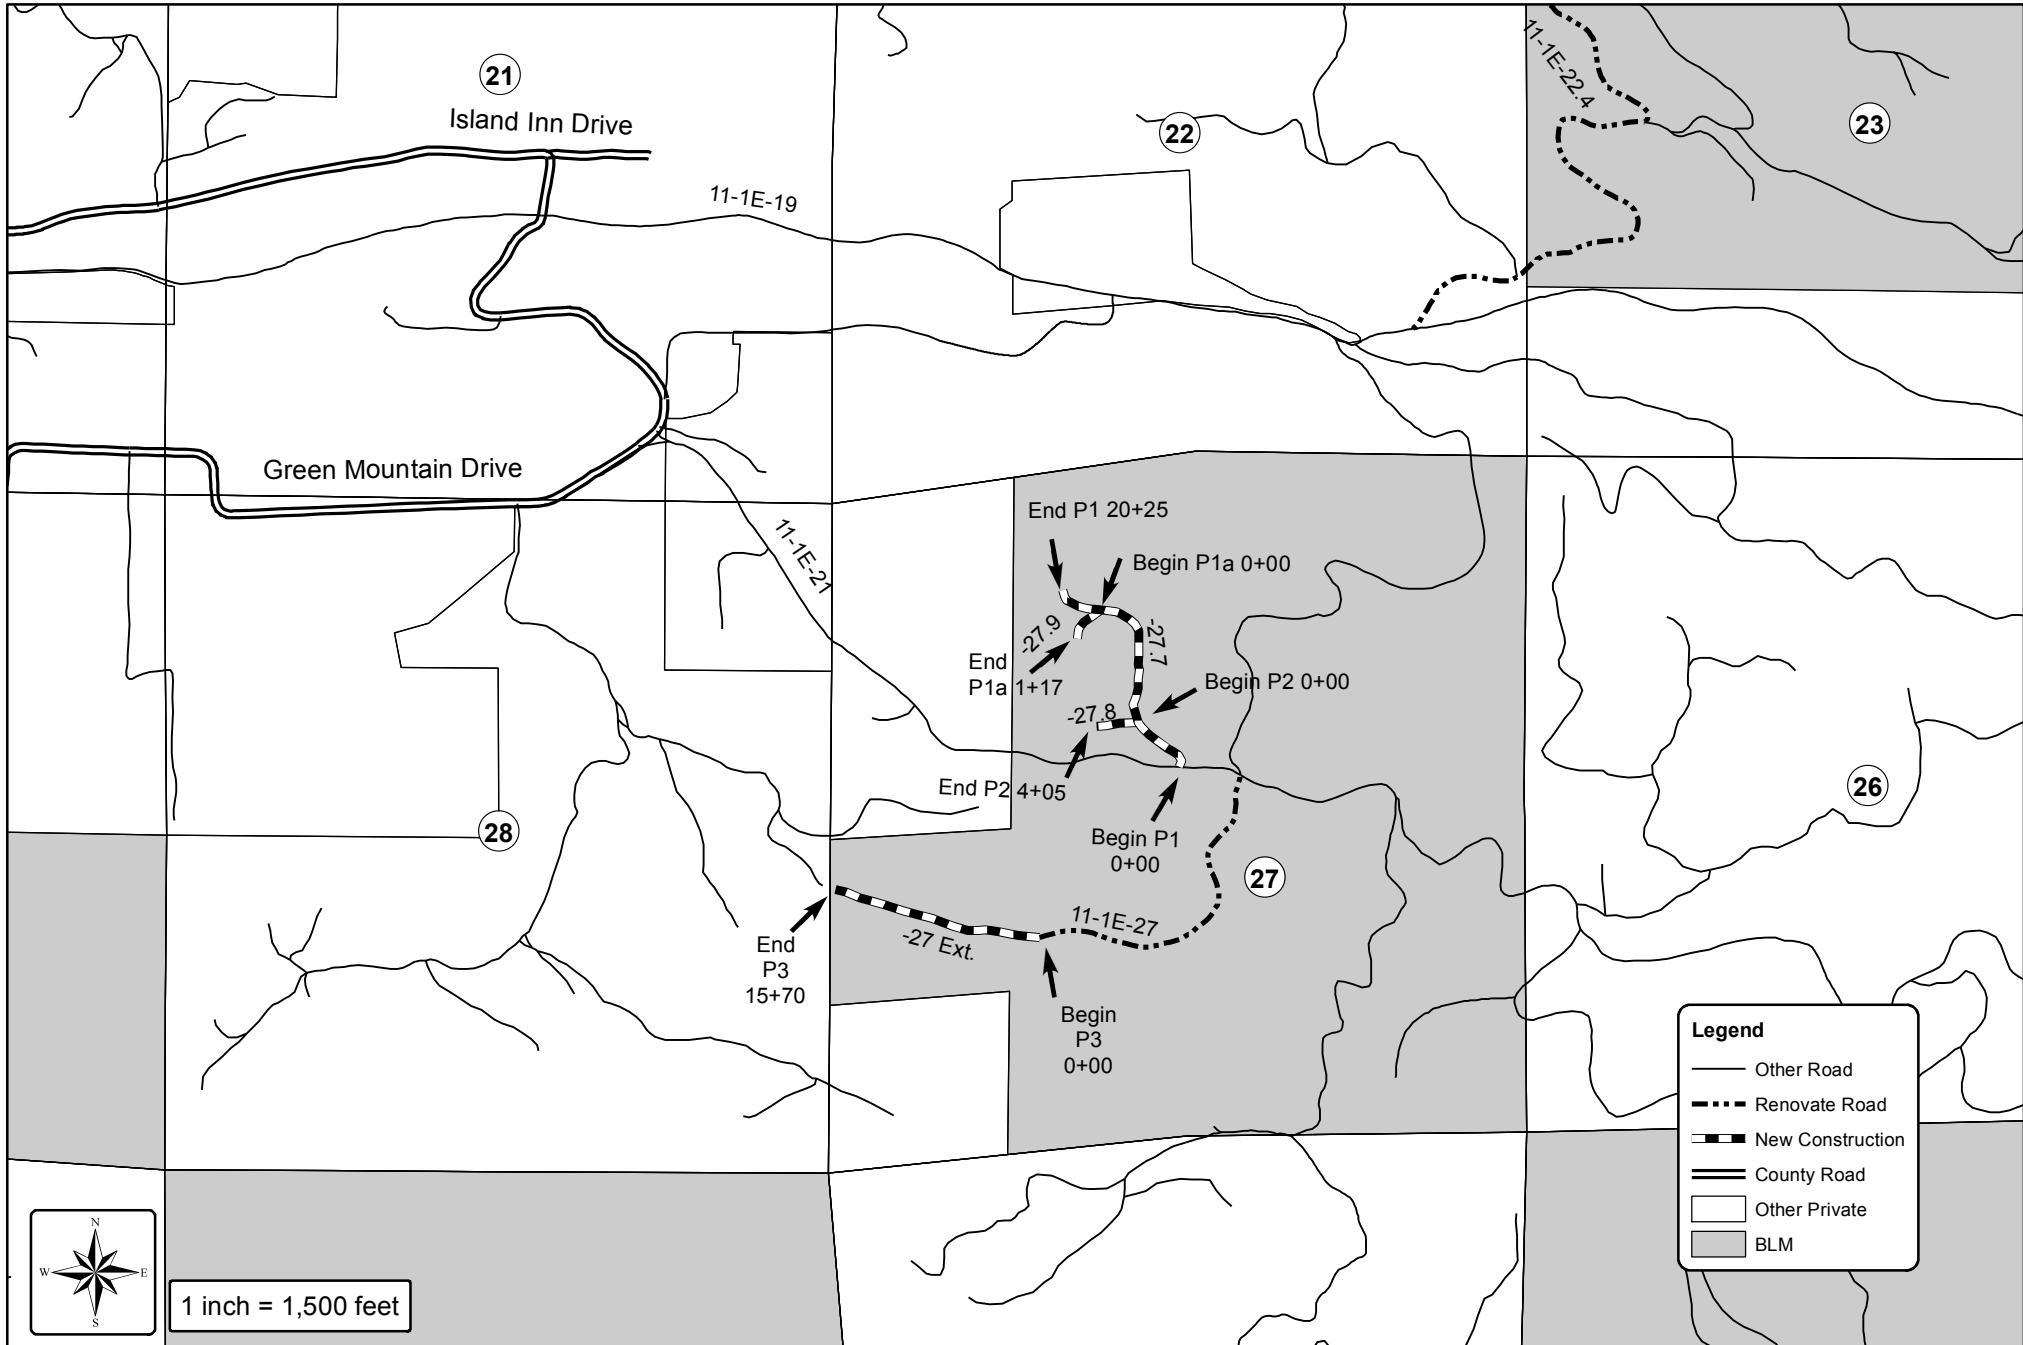 21
Island Inn Drive
11-1E-22.4
23
22
11-1E-19
Green Mountain Drive
11-1E-21
End P1 20+25
Begin P1a 0+00
-27.9
-27.7
End
P1a 1+17
Begin P2 0+00
-27.8
End P2 4+05
26
28
Begin P1
0+00
27
11-1E-27
-27 Ext.
End
P3
15+70
Begin
P3
0+00
Legend
Other Road
Renovate Road
New Construction
County Road
Other Private
BLM
N
W
E
S
1 inch = 1,500 feet